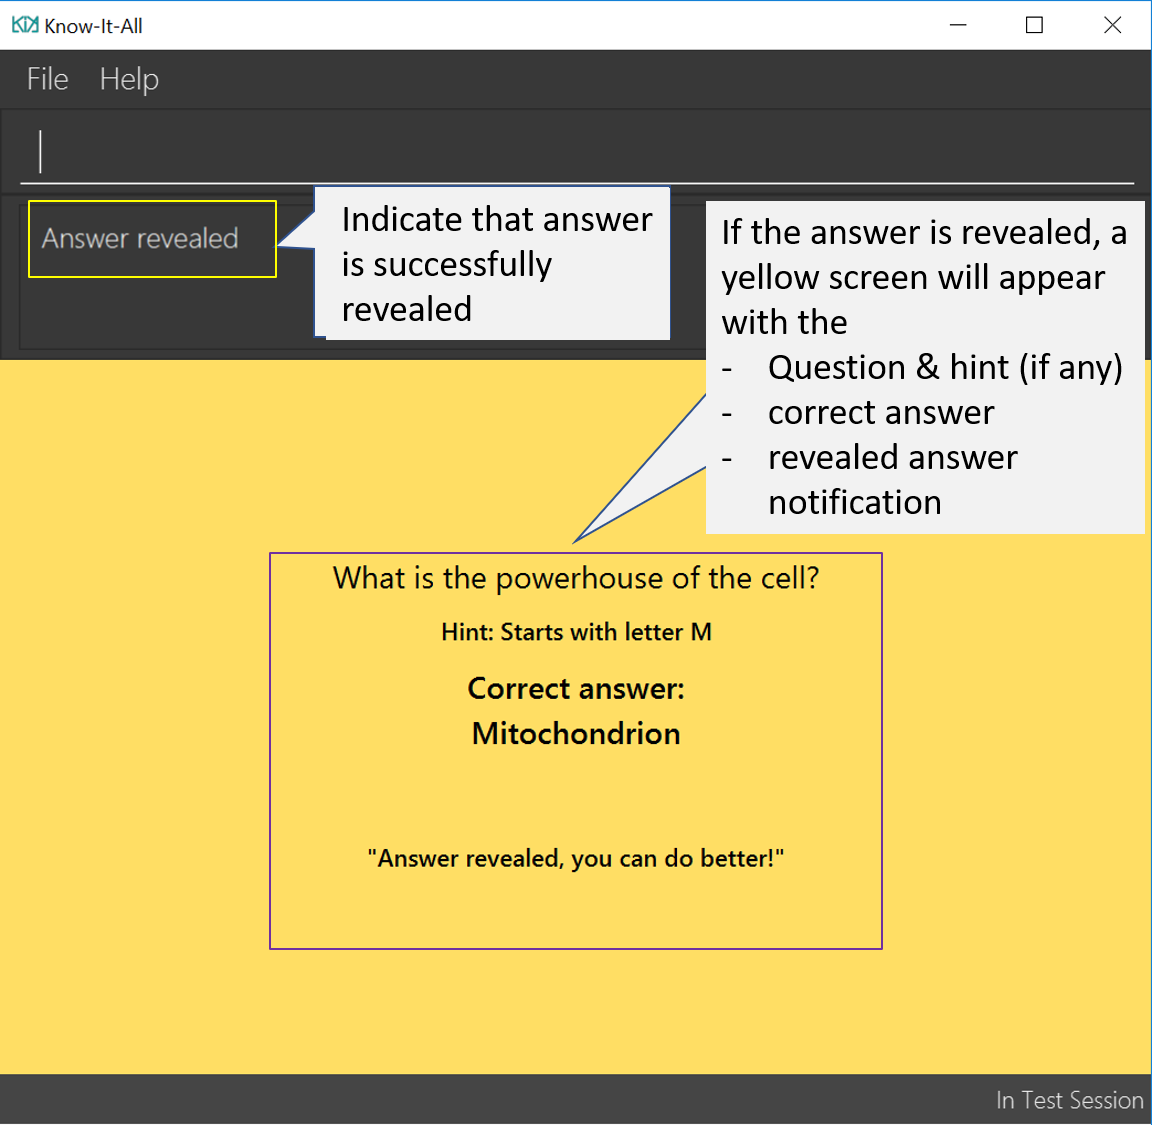 KIA Know-It-All
File Help
Answer revealed
Indicate that answer
is successfully
revealed
If the answer is revealed, a
yellow screen will appear
with the
- Question & hint (if any)
- correct answer
- revealed answer
notification
What is the powerhouse of the cell?
Hint: Starts with letter M
Correct answer:
Mitochondrion
"Answer revealed, you can do better!"
In Test Session